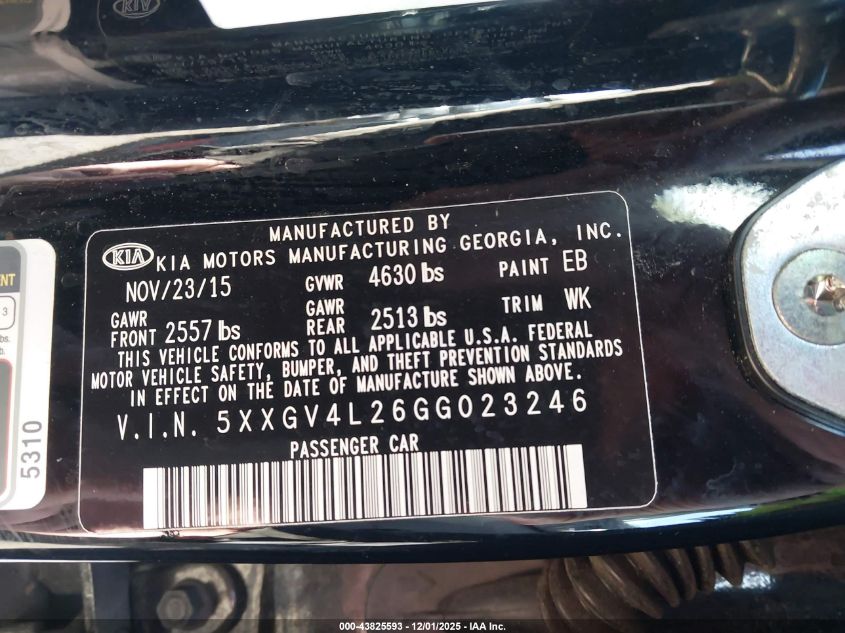 MANUFACTURED BY
KIA KIA MOTORS MANUFACTURING GEORGIA, INC.
NOV/23/15 GVWR 4630 lbs PAINT EB
GAWR FRONT 2557 lbs GAWR REAR 2513 lbs TRIM WK
THIS VEHICLE CONFORMS TO ALL APPLICABLE U.S.A. FEDERAL
MOTOR VEHICLE SAFETY, BUMPER, AND THEFT PREVENTION STANDARDS
IN EFFECT ON THE DATE OF MANUFACTURE SHOWN ABOVE.
V.I.N. 5XXGV4L26GG023246
PASSENGER CAR
5310
000-43825593 - 12/01/2025 - IAA Inc.